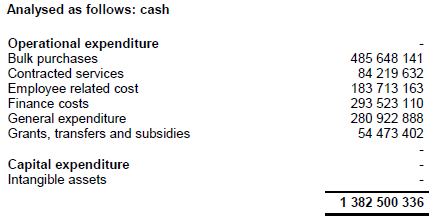 Analysed as follows: cash
Operational expenditure -
Bulk purchases 485 648 141
Contracted services 84 219 632
Employee related cost 183 713 163
Finance costs 293 523 110
General expenditure 280 922 888
Grants, transfers and subsidies 54 473 402
-
Capital expenditure -
Intangible assets -
1 382 500 336